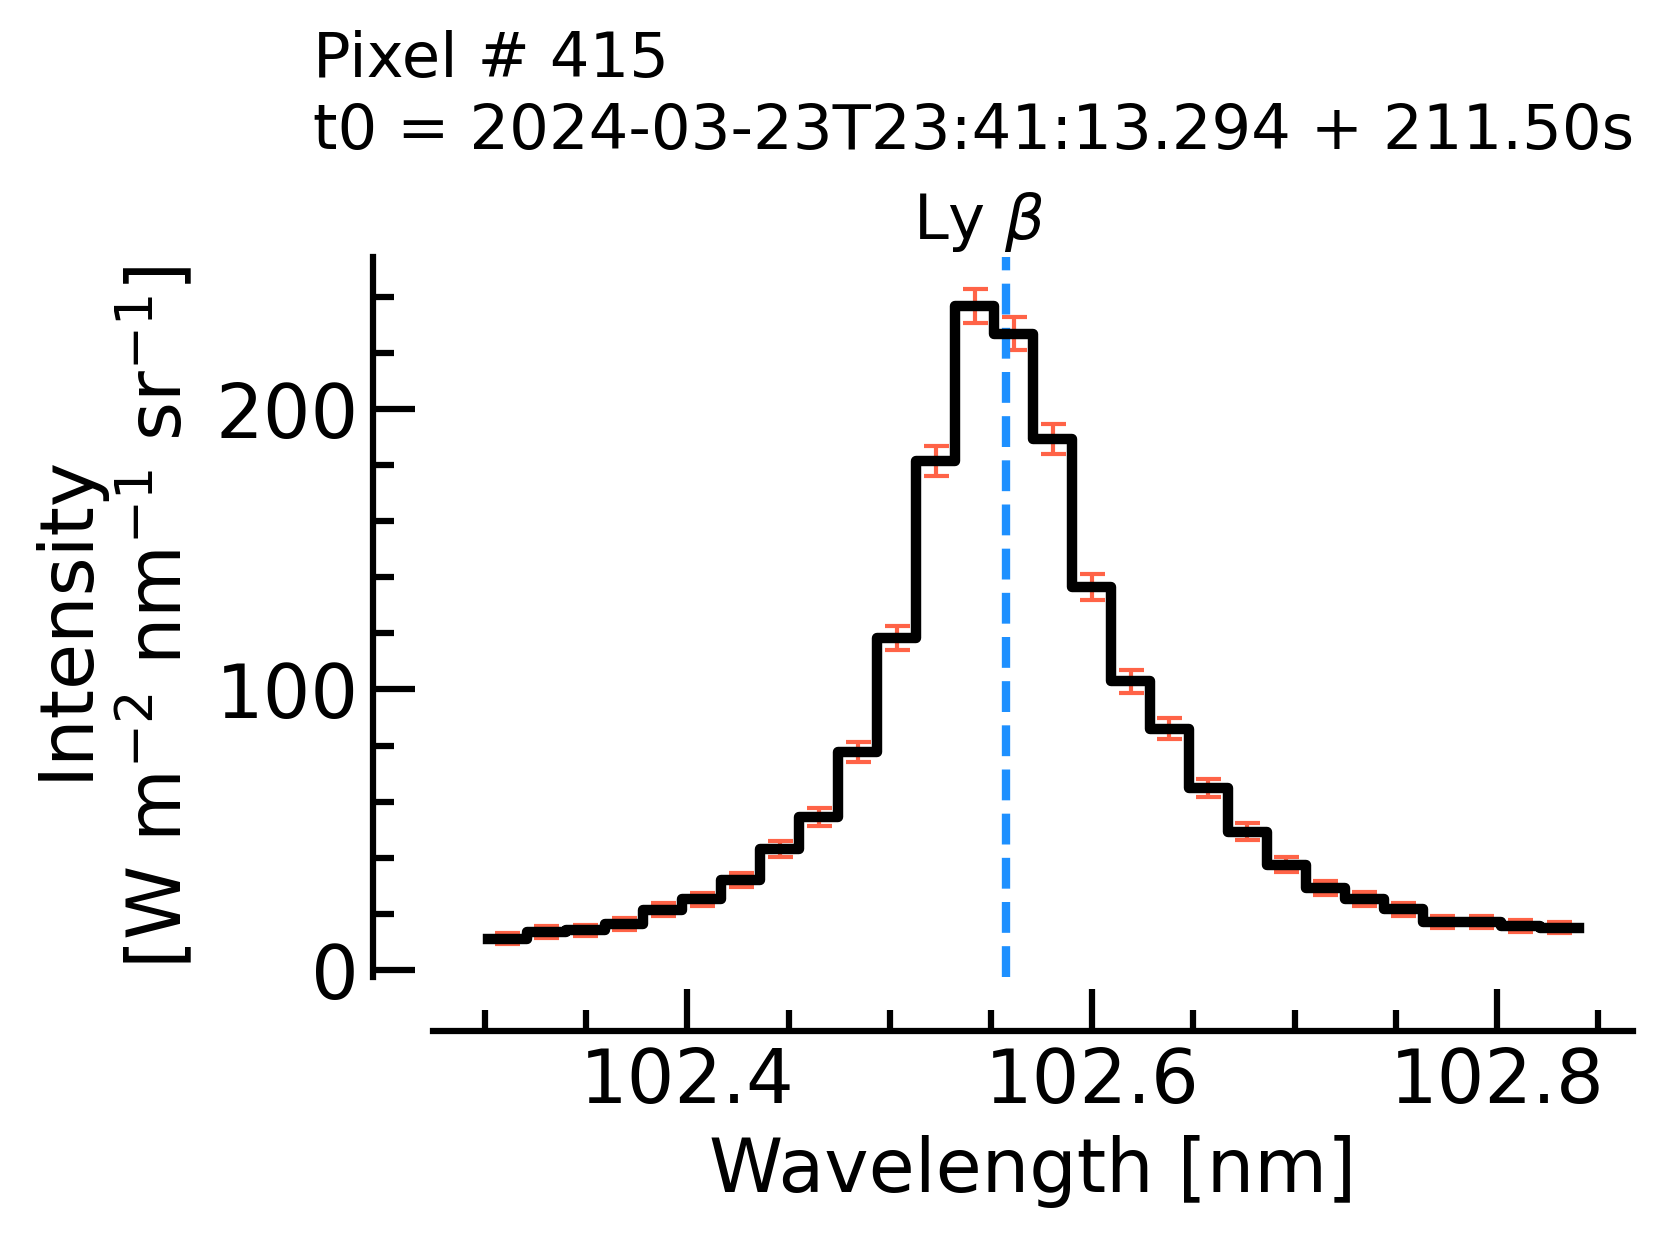 Pixel # 415
t0 = 2024-03-23T23:41:13.294 + 211.50s
Ly β
Intensity
[W m⁻² nm⁻¹ sr⁻¹]
200
100
0
102.4 102.6 102.8
Wavelength [nm]